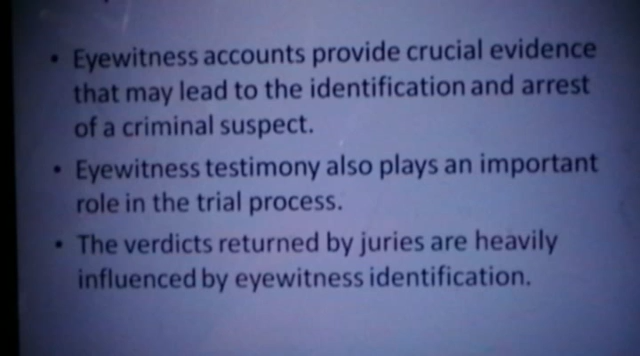 • Eyewitness accounts provide crucial evidence
that may lead to the identification and arrest
of a criminal suspect.
• Eyewitness testimony also plays an important
role in the trial process.
• The verdicts returned by juries are heavily
influenced by eyewitness identification.